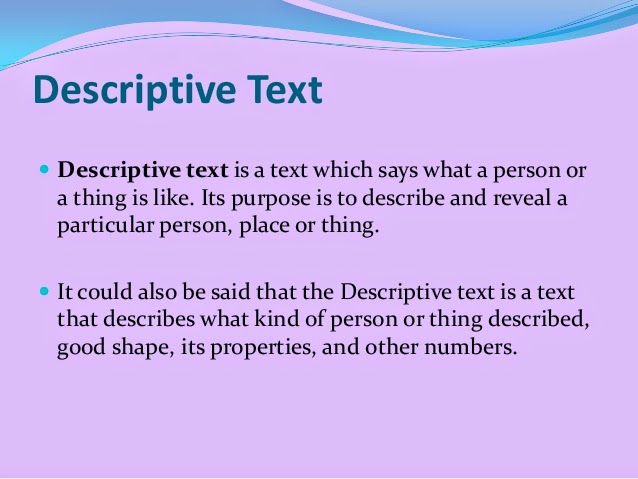 Descriptive Text
Descriptive text is a text which says what a person or
a thing is like. Its purpose is to describe and reveal a
particular person, place or thing.
It could also be said that the Descriptive text is a text
that describes what kind of person or thing described,
good shape, its properties, and other numbers.